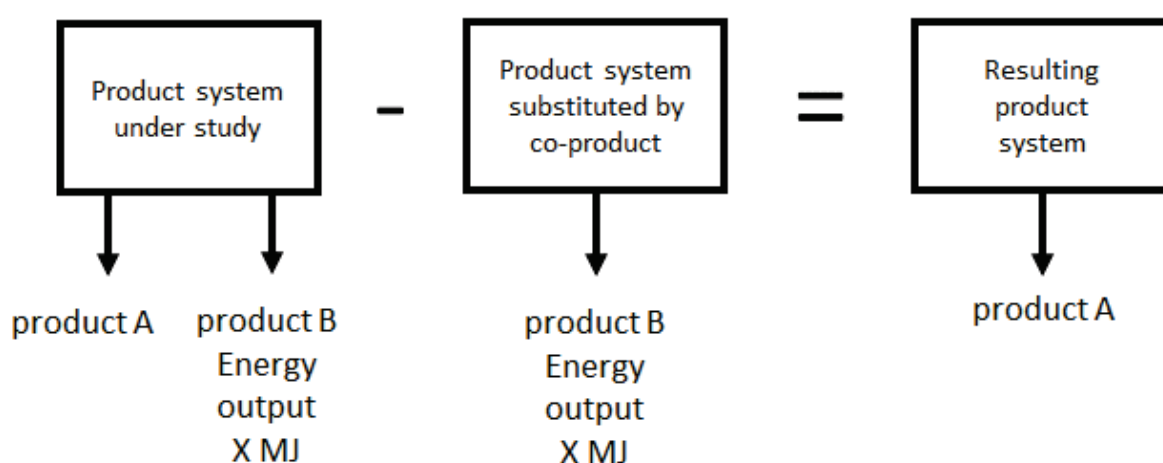 Product system
under study
-
Product system
substituted by
co-product
=
Resulting
product
system
product A
product B
Energy
output
X MJ
product B
Energy
output
X MJ
product A